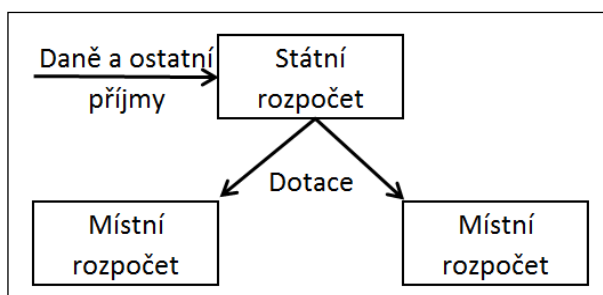 Daně a ostatní
příjmy
Státní
rozpočet
Dotace
Místní
rozpočet
Místní
rozpočet